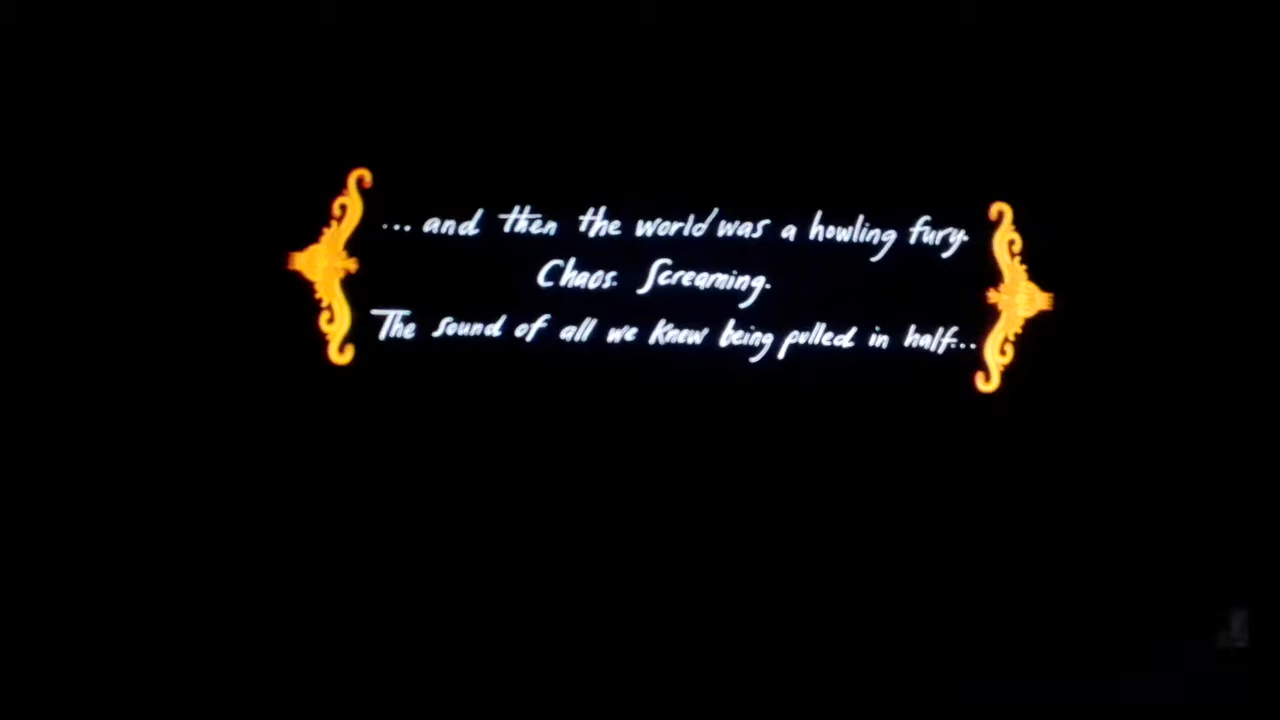 ... and then the world was a howling fury.
Chaos. Screaming.
The sound of all we knew being pulled in half...